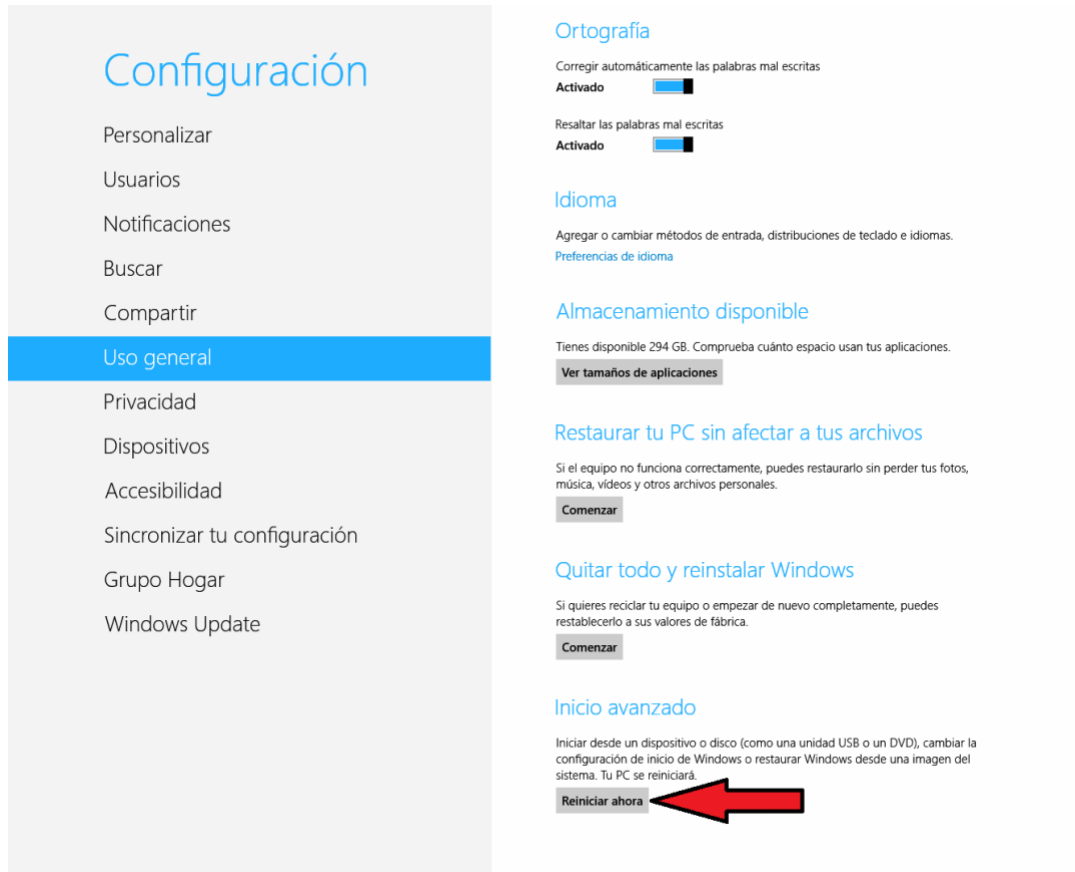 Configuración
Personalizar
Usuarios
Notificaciones
Buscar
Compartir
Uso general
Privacidad
Dispositivos
Accesibilidad
Sincronizar tu configuración
Grupo Hogar
Windows Update
Ortografía
Corregir automáticamente las palabras mal escritas
Activado
Resaltar las palabras mal escritas
Activado
Idioma
Agregar o cambiar métodos de entrada, distribuciones de teclado e idiomas.
Preferencias de idioma
Almacenamiento disponible
Tienes disponible 294 GB. Comprueba cuánto espacio usan tus aplicaciones.
Ver tamaños de aplicaciones
Restaurar tu PC sin afectar a tus archivos
Si el equipo no funciona correctamente, puedes restaurarlo sin perder tus fotos,
música, vídeos y otros archivos personales.
Comenzar
Quitar todo y reinstalar Windows
Si quieres reciclar tu equipo o empezar de nuevo completamente, puedes
restablecerlo a sus valores de fábrica.
Comenzar
Inicio avanzado
Iniciar desde un dispositivo o disco (como una unidad USB o un DVD), cambiar la
configuración de inicio de Windows o restaurar Windows desde una imagen del
sistema. Tu PC se reiniciará.
Reiniciar ahora